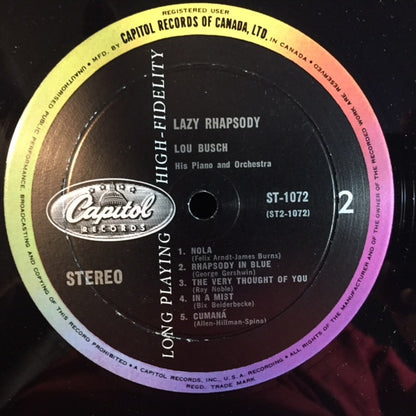 REGISTERED USER
• MFD. BY CAPITOL RECORDS OF CANADA, LTD. IN CANADA •
UNAUTHORISED PUBLIC PERFORMANCE, BROADCASTING AND COPYING OF THIS RECORD PROHIBITED • A CAPITOL RECORDS, INC., U.S.A. RECORDING • ALL RIGHTS OF THE MANUFACTURER AND OF THE OWNER OF THE RECORDED WORK ARE RESERVED
REGD. TRADE MARK
LONG PLAYING HIGH-FIDELITY
LAZY RHAPSODY
LOU BUSCH
His Piano and Orchestra
ST-1072
(ST2-1072)
2
Capitol
RECORDS
STEREO
1. NOLA
(Felix Arndt-James Burns)
2. RHAPSODY IN BLUE
(George Gershwin)
3. THE VERY THOUGHT OF YOU
(Ray Noble)
4. IN A MIST
(Bix Beiderbecke)
5. CUMANÁ
(Allen-Hillman-Spina)